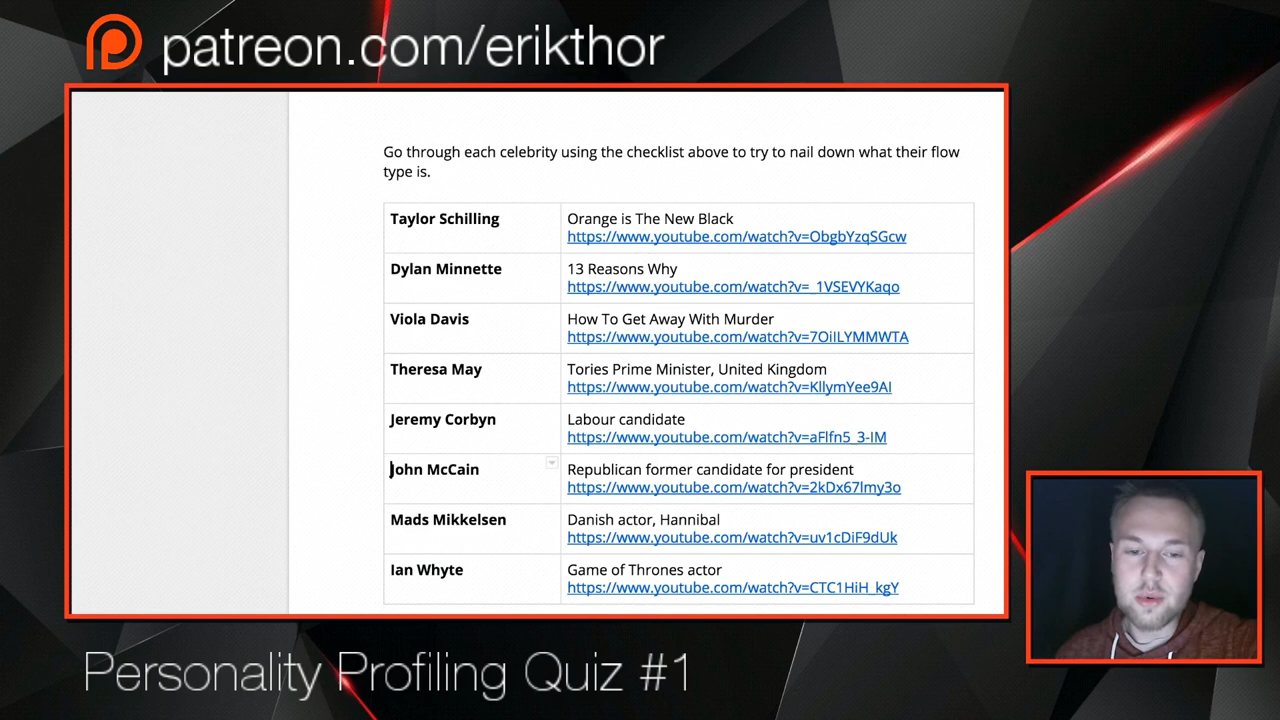 patreon.com/erikthor
Go through each celebrity using the checklist above to try to nail down what their flow
type is.
Taylor Schilling
Orange is The New Black
https://www.youtube.com/watch?v=ObgbYzqSGcw
Dylan Minnette
13 Reasons Why
https://www.youtube.com/watch?v=_1VSEVYKaqo
Viola Davis
How To Get Away With Murder
https://www.youtube.com/watch?v=7OiILYMMWTA
Theresa May
Tories Prime Minister, United Kingdom
https://www.youtube.com/watch?v=KllymYee9AI
Jeremy Corbyn
Labour candidate
https://www.youtube.com/watch?v=aFlfn5_3-IM
John McCain
Republican former candidate for president
https://www.youtube.com/watch?v=2kDx67lmy3o
Mads Mikkelsen
Danish actor, Hannibal
https://www.youtube.com/watch?v=uv1cDiF9dUk
Ian Whyte
Game of Thrones actor
https://www.youtube.com/watch?v=CTC1HiH_kgY
Personality Profiling Quiz #1